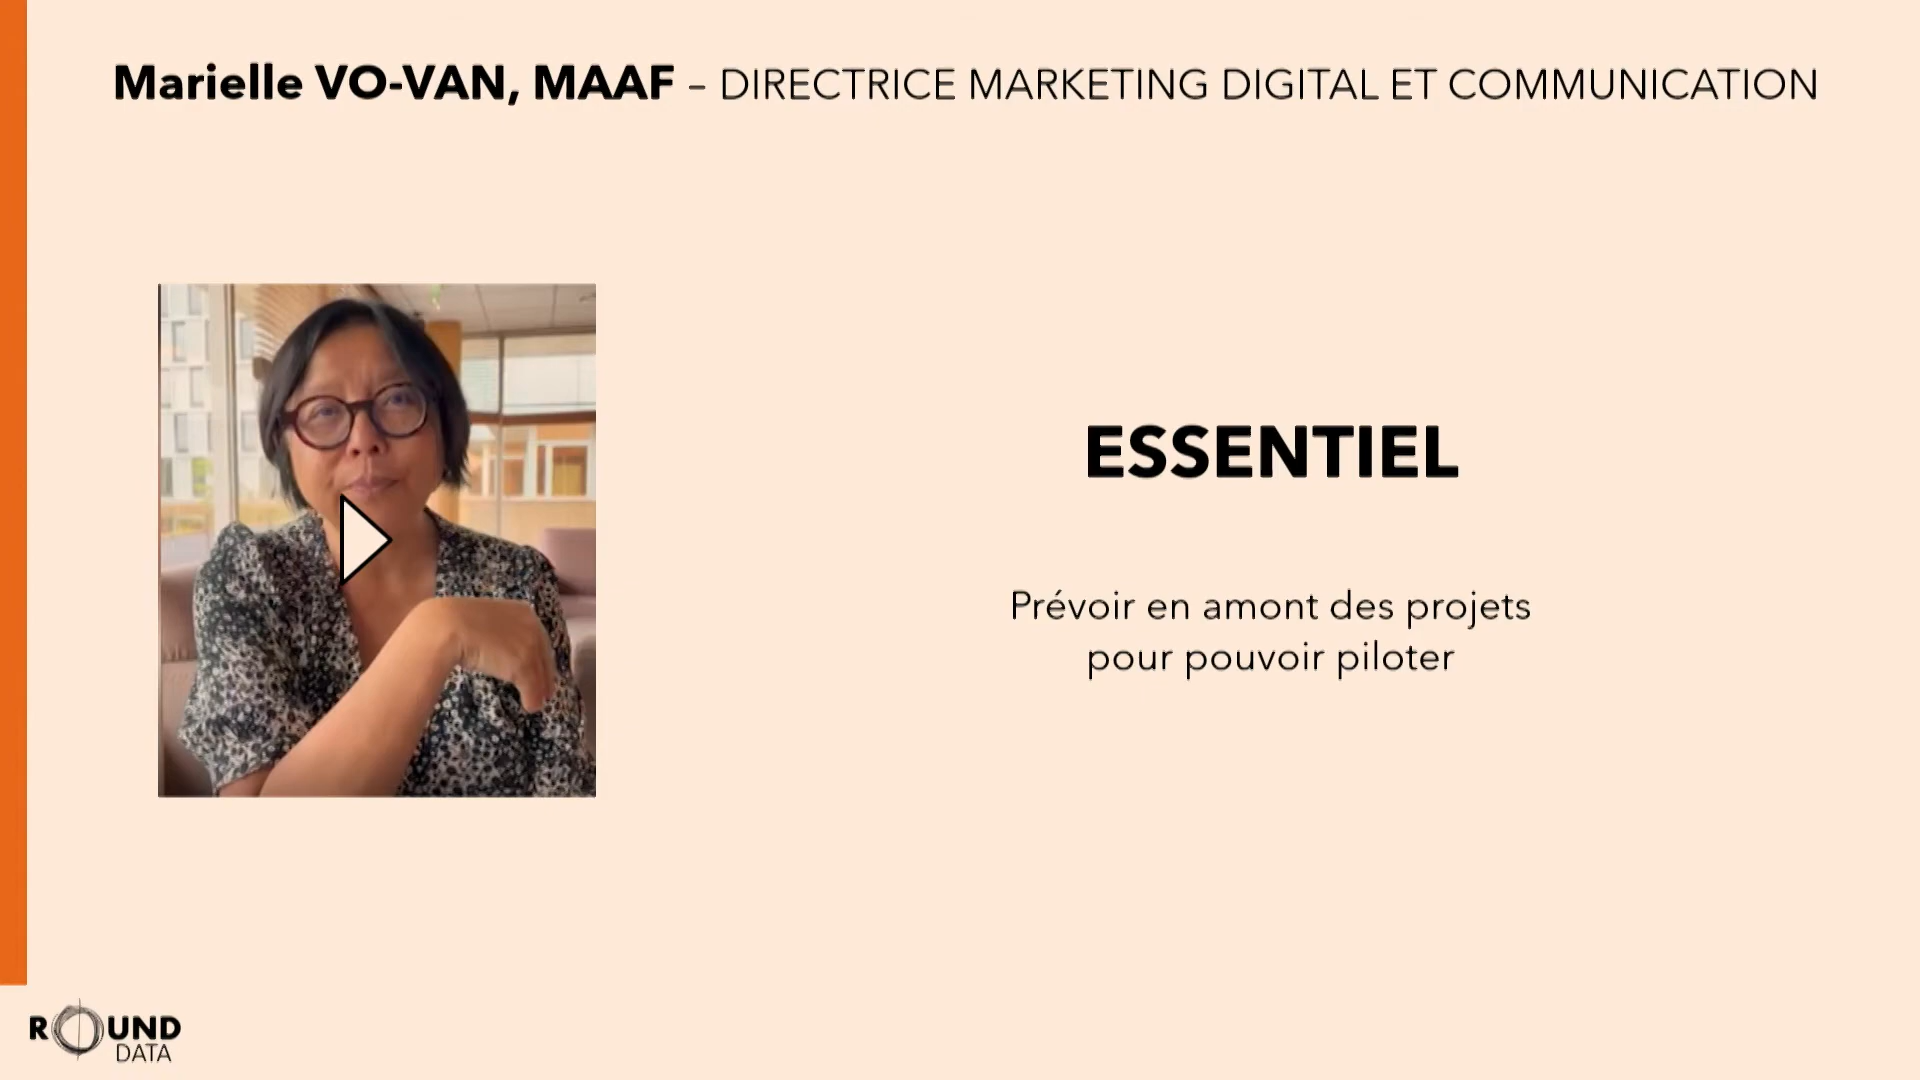 Marielle VO-VAN, MAAF – DIRECTRICE MARKETING DIGITAL ET COMMUNICATION
ESSENTIEL
Prévoir en amont des projets
pour pouvoir piloter
ROUND
DATA